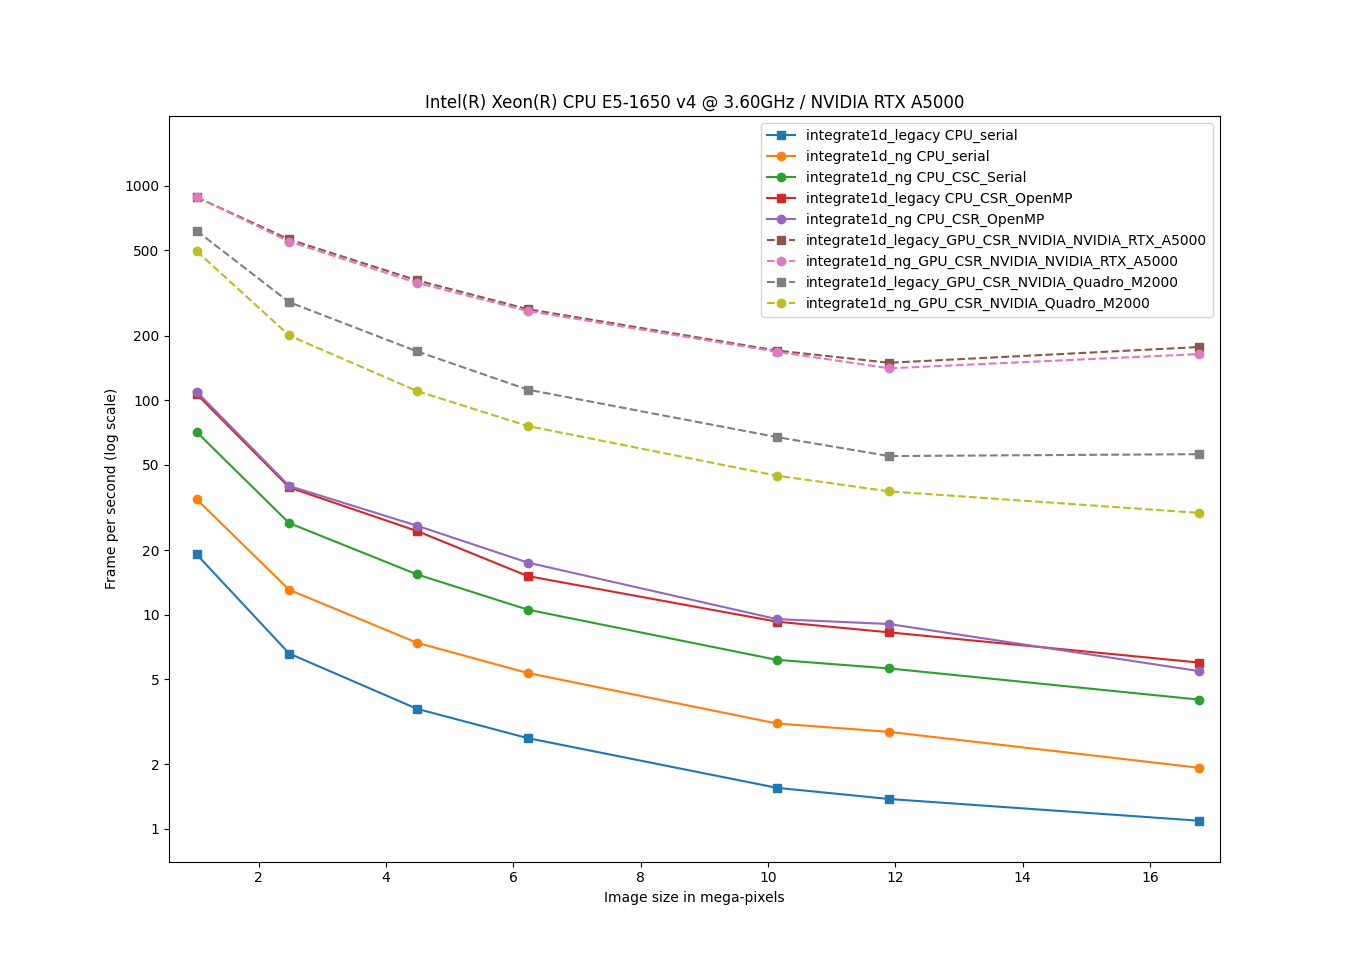 Intel(R) Xeon(R) CPU E5-1650 v4 @ 3.60GHz / NVIDIA RTX A5000
integrate1d_legacy CPU_serial
integrate1d_ng CPU_serial
integrate1d_ng CPU_CSC_Serial
integrate1d_legacy CPU_CSR_OpenMP
integrate1d_ng CPU_CSR_OpenMP
integrate1d_legacy_GPU_CSR_NVIDIA_NVIDIA_RTX_A5000
integrate1d_ng_GPU_CSR_NVIDIA_NVIDIA_RTX_A5000
integrate1d_legacy_GPU_CSR_NVIDIA_Quadro_M2000
integrate1d_ng_GPU_CSR_NVIDIA_Quadro_M2000
Frame per second (log scale)
1000
500
200
100
50
20
10
5
2
1
2 4 6 8 10 12 14 16
Image size in mega-pixels